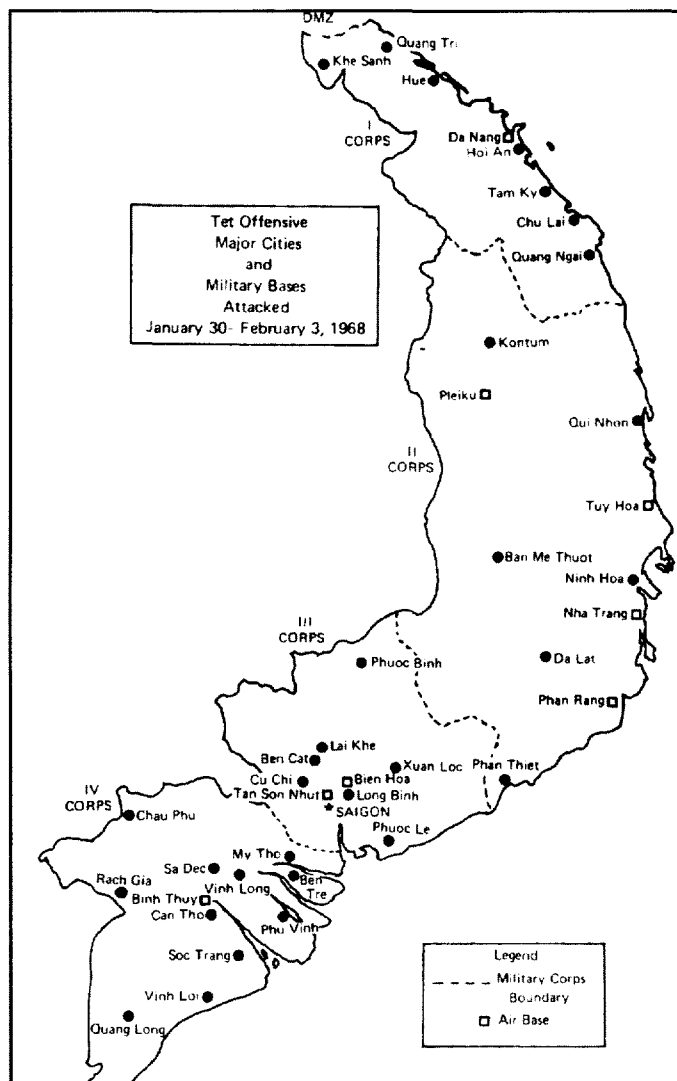 DMZ
Quang Tri
Khe Sanh
Hue
I
CORPS
Da Nang
Hoi An
Tam Ky
Chu Lai
Quang Ngai
Tet Offensive
Major Cities
and
Military Bases
Attacked
January 30- February 3, 1968
Kontum
Pleiku
Qui Nhon
II
CORPS
Tuy Hoa
Ban Me Thuot
Ninh Hoa
Nha Trang
III
CORPS
Phuoc Binh
Da Lat
Phan Rang
Lai Khe
Ben Cat
Xuan Loc
Phan Thiet
Cu Chi
Bien Hoa
Tan Son Nhut
Long Binh
SAIGON
IV
CORPS
Chau Phu
Phuoc Le
My Tho
Sa Dec
Ben
Tre
Rach Gia
Vinh Long
Binh Thuy
Can Tho
Phu Vinh
Soc Trang
Vinh Loi
Quang Long
Legend
Military Corps
Boundary
Air Base